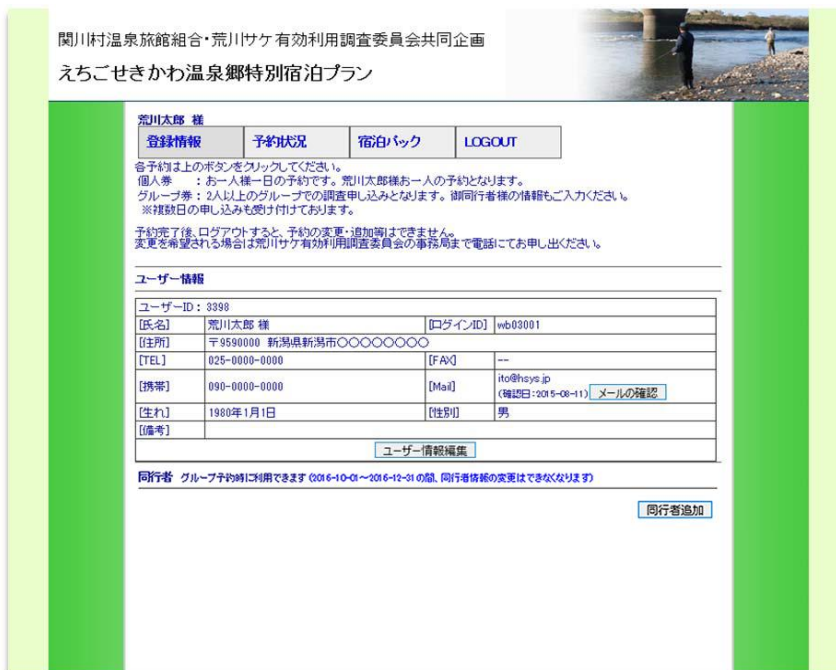 関川村温泉旅館組合・荒川サケ有効利用調査委員会共同企画
えちごせきかわ温泉郷特別宿泊プラン
荒川太郎 様
登録情報 予約状況 宿泊パック LOGOUT
各予約は上のボタンをクリックしてください。
個人券 ：お一人様一日の予約です。荒川太郎様お一人の予約となります。
グループ券：2人以上のグループでの調査申し込みとなります。御同行者様の情報もご入力ください。
※複数日の申し込みも受け付けております。
予約完了後、ログアウトすると、予約の変更・追加等はできません。
変更を希望される場合は荒川サケ有効利用調査委員会の事務局まで電話にてお申し出ください。
ユーザー情報
ユーザーID：3398
[氏名] 荒川太郎 様 [ログインID] wb03001
[住所] 〒9590000 新潟県新潟市〇〇〇〇〇〇〇〇
[TEL] 025-0000-0000 [FAX] --
[携帯] 090-0000-0000 [Mail] ito@hsys.jp
(確認日：2015-08-11) メールの確認
[生れ] 1980年1月1日 [性別] 男
[備考]
ユーザー情報編集
同行者 グループ予約時に利用できます(2016-10-01～2016-12-31の間、同行者情報の変更はできなくなります)
同行者追加